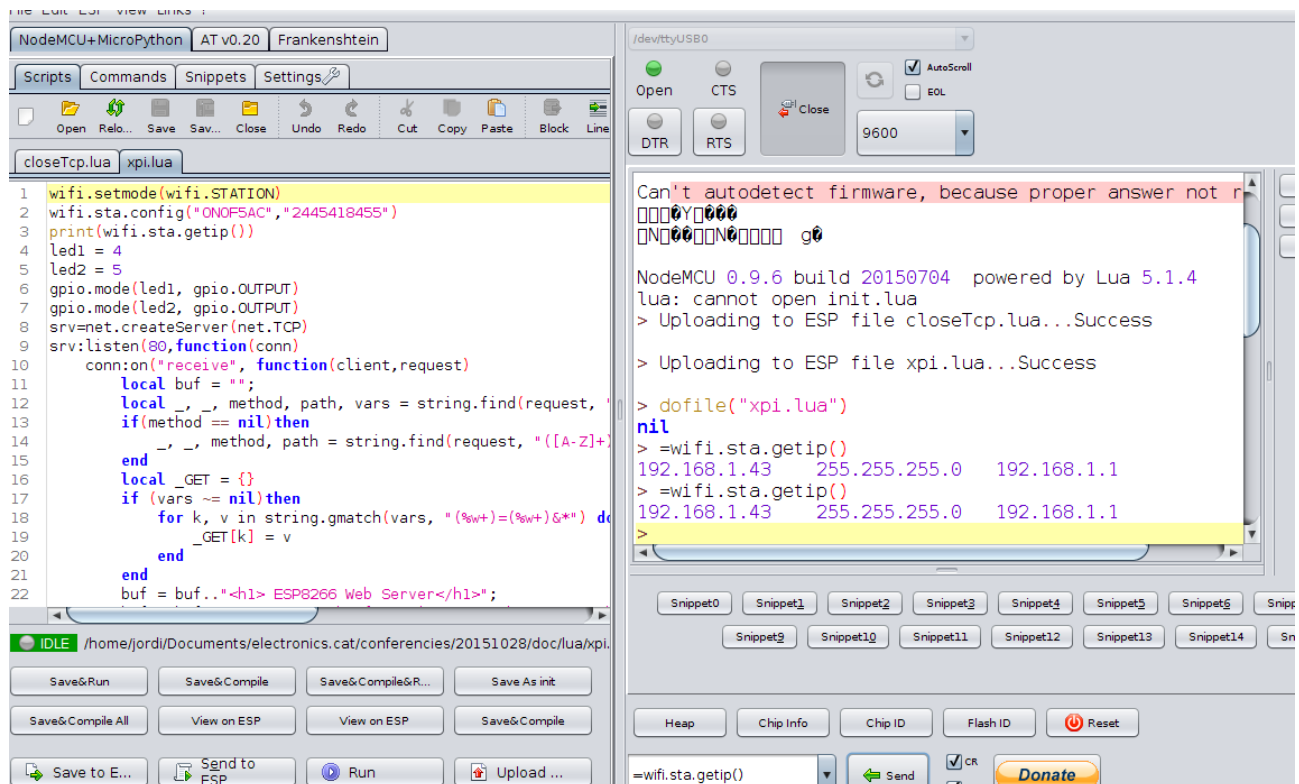 File Edit ESP View Links ?
NodeMCU+MicroPython AT v0.20 Frankenshtein
Scripts Commands Snippets Settings
Open Relo... Save Sav... Close Undo Redo Cut Copy Paste Block Line
closeTcp.lua xpi.lua
1 wifi.setmode(wifi.STATION)
2 wifi.sta.config("ONOF5AC","2445418455")
3 print(wifi.sta.getip())
4 led1 = 4
5 led2 = 5
6 gpio.mode(led1, gpio.OUTPUT)
7 gpio.mode(led2, gpio.OUTPUT)
8 srv=net.createServer(net.TCP)
9 srv:listen(80,function(conn)
10 conn:on("receive", function(client,request)
11 local buf = "";
12 local _, _, method, path, vars = string.find(request, "
13 if(method == nil)then
14 _, _, method, path = string.find(request, "([A-Z]+)
15 end
16 local _GET = {}
17 if (vars ~= nil)then
18 for k, v in string.gmatch(vars, "(%w+)=(%w+)&*") do
19 _GET[k] = v
20 end
21 end
22 buf = buf.."<h1> ESP8266 Web Server</h1>";
IDLE /home/jordi/Documents/electronics.cat/conferencies/20151028/doc/lua/xpi.
Save&Run Save&Compile Save&Compile&R... Save As init
Save&Compile All View on ESP View on ESP Save&Compile
Save to E... Send to ESP Run Upload ...
/dev/ttyUSB0
Open CTS Close AutoScroll
EOL
DTR RTS 9600
Can't autodetect firmware, because proper answer not r
NodeMCU 0.9.6 build 20150704 powered by Lua 5.1.4
lua: cannot open init.lua
> Uploading to ESP file closeTcp.lua...Success
> Uploading to ESP file xpi.lua...Success
> dofile("xpi.lua")
nil
> =wifi.sta.getip()
192.168.1.43 255.255.255.0 192.168.1.1
> =wifi.sta.getip()
192.168.1.43 255.255.255.0 192.168.1.1
>
Snippet0 Snippet1 Snippet2 Snippet3 Snippet4 Snippet5 Snippet6 Snipp
Snippet9 Snippet10 Snippet11 Snippet12 Snippet13 Snippet14 Sn
Heap Chip Info Chip ID Flash ID Reset
=wifi.sta.getip() Send CR Donate